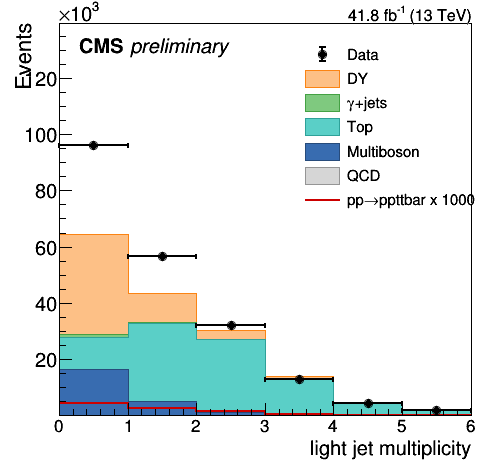 ×10³
41.8 fb⁻¹ (13 TeV)
Events
CMS preliminary
Data
DY
γ+jets
Top
Multiboson
QCD
pp→ppttbar x 1000
120
100
80
60
40
20
0 1 2 3 4 5 6
light jet multiplicity